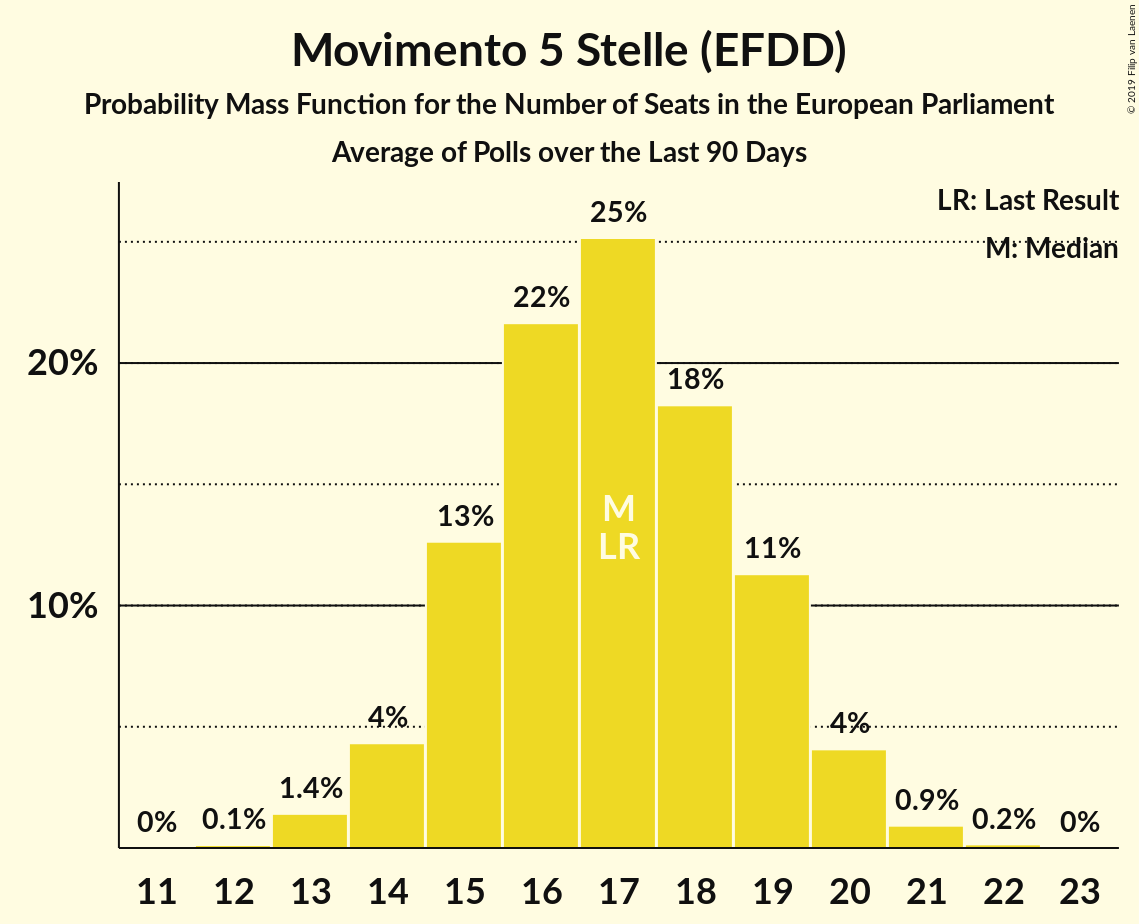 Movimento 5 Stelle (EFDD)
Probability Mass Function for the Number of Seats in the European Parliament
Average of Polls over the Last 90 Days
© 2019 Filip van Laenen
LR: Last Result
M: Median
25%
22%
20%
18%
M
LR
13%
11%
10%
4%
4%
1.4%
0.9%
0%
0.1%
0.2%
0%
11 12 13 14 15 16 17 18 19 20 21 22 23